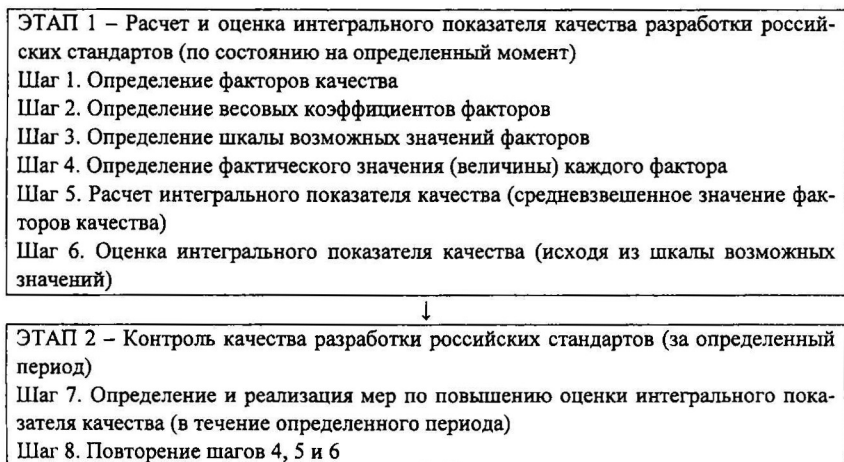 ЭТАП 1 – Расчет и оценка интегрального показателя качества разработки россий-
ских стандартов (по состоянию на определенный момент)
Шаг 1. Определение факторов качества
Шаг 2. Определение весовых коэффициентов факторов
Шаг 3. Определение шкалы возможных значений факторов
Шаг 4. Определение фактического значения (величины) каждого фактора
Шаг 5. Расчет интегрального показателя качества (средневзвешенное значение фак-
торов качества)
Шаг 6. Оценка интегрального показателя качества (исходя из шкалы возможных
значений)
↓
ЭТАП 2 – Контроль качества разработки российских стандартов (за определенный
период)
Шаг 7. Определение и реализация мер по повышению оценки интегрального пока-
зателя качества (в течение определенного периода)
Шаг 8. Повторение шагов 4, 5 и 6